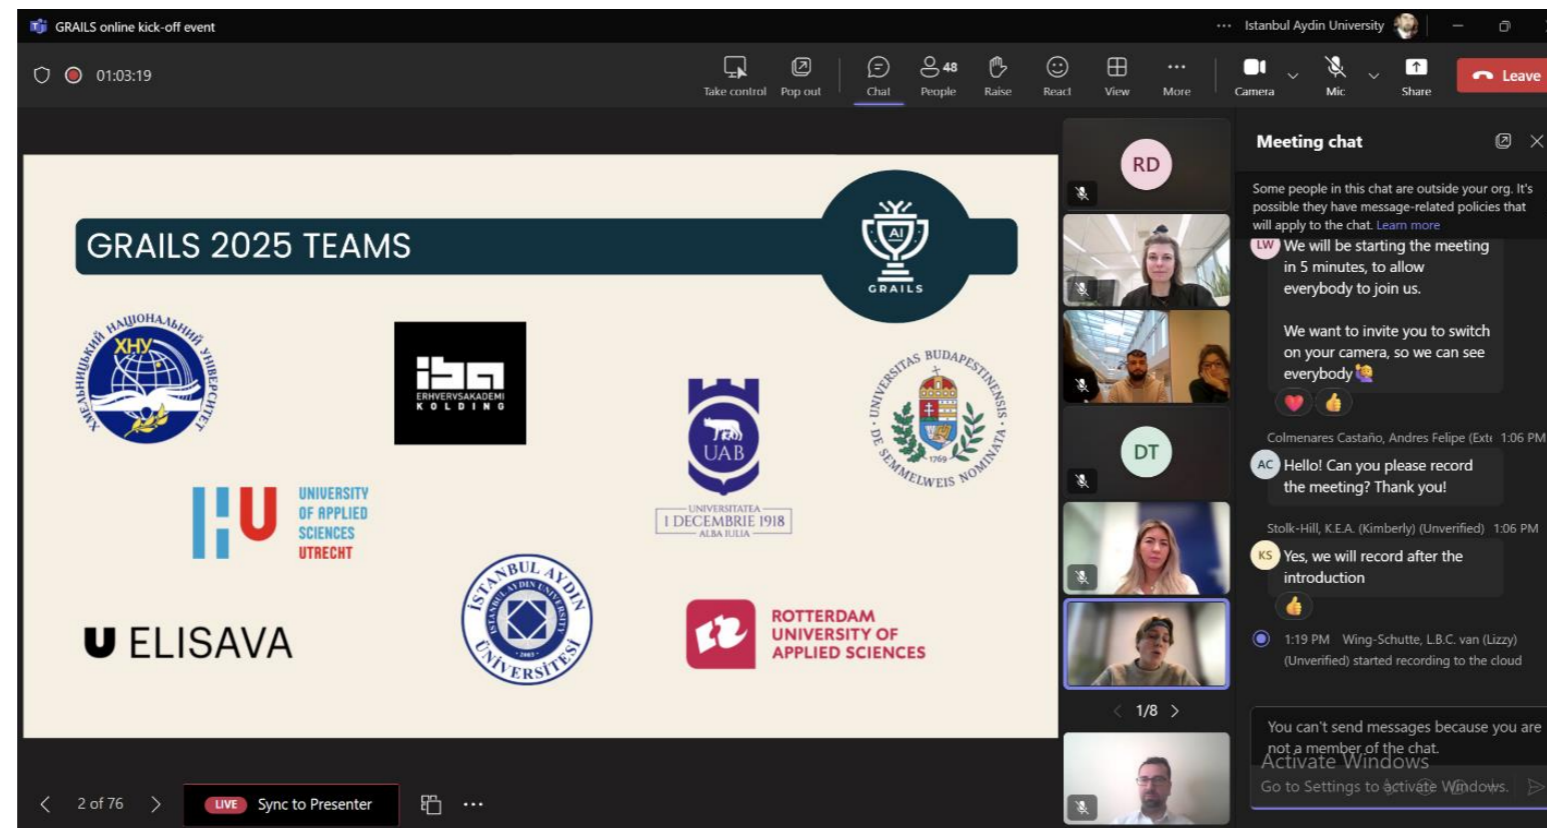 GRAILS online kick-off event
Istanbul Aydin University
01:03:19
Take control
Pop out
Chat
48
People
Raise
React
View
More
Camera
Mic
Share
Leave
GRAILS 2025 TEAMS
AI
GRAILS
ХМЕЛЬНИЦЬКИЙ НАЦІОНАЛЬНИЙ УНІВЕРСИТЕТ
ХНУ
iba
ERHVERVSAKADEMI
KOLDING
UAB
UNIVERSITATEA
1 DECEMBRIE 1918
ALBA IULIA
UNIVERSITAS BUDAPESTINENSIS
DE SEMMELWEIS NOMINATA
1769
HU
UNIVERSITY
OF APPLIED
SCIENCES
UTRECHT
U ELISAVA
İSTANBUL AYDIN
ISTANBUL AYDIN UNIVERSITY
2003
ÜNİVERSİTESİ
ROTTERDAM
UNIVERSITY OF
APPLIED SCIENCES
RD
DT
1/8
2 of 76
LIVE
Sync to Presenter
Meeting chat
Some people in this chat are outside your org. It's
possible they have message-related policies that
will apply to the chat. Learn more
LW
We will be starting the meeting
in 5 minutes, to allow
everybody to join us.
We want to invite you to switch
on your camera, so we can see
everybody
Colmenares Castaño, Andres Felipe (Exte 1:06 PM
AC
Hello! Can you please record
the meeting? Thank you!
Stolk-Hill, K.E.A. (Kimberly) (Unverified) 1:06 PM
KS
Yes, we will record after the
introduction
1:19 PM Wing-Schutte, L.B.C. van (Lizzy)
(Unverified) started recording to the cloud
You can't send messages because you are
not a member of the chat.
Activate Windows
Go to Settings to activate Windows.